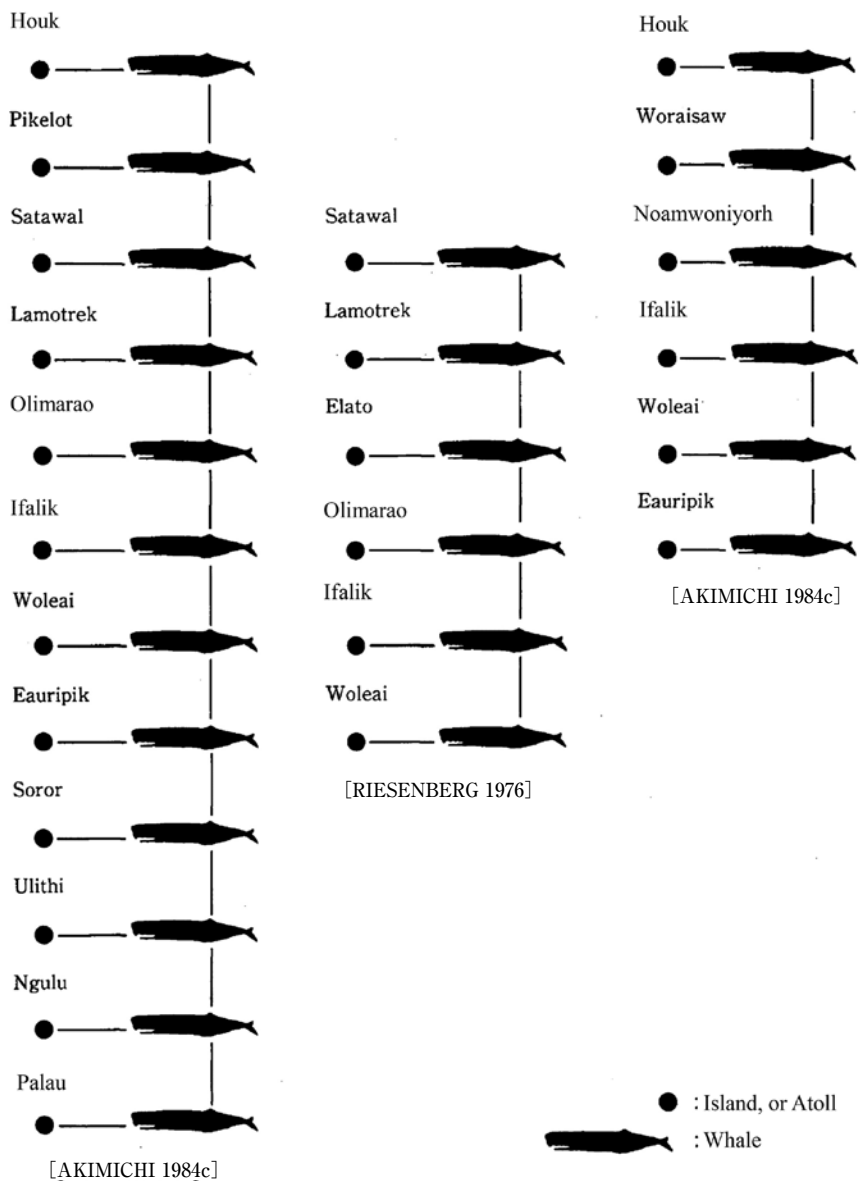 Houk
Pikelot
Satawal
Lamotrek
Olimarao
Ifalik
Woleai
Eauripik
Soror
Ulithi
Ngulu
Palau
[AKIMICHI 1984c]
Satawal
Lamotrek
Elato
Olimarao
Ifalik
Woleai
[RIESENBERG 1976]
Houk
Woraisaw
Noamwoniyorh
Ifalik
Woleai
Eauripik
[AKIMICHI 1984c]
: Island, or Atoll
: Whale